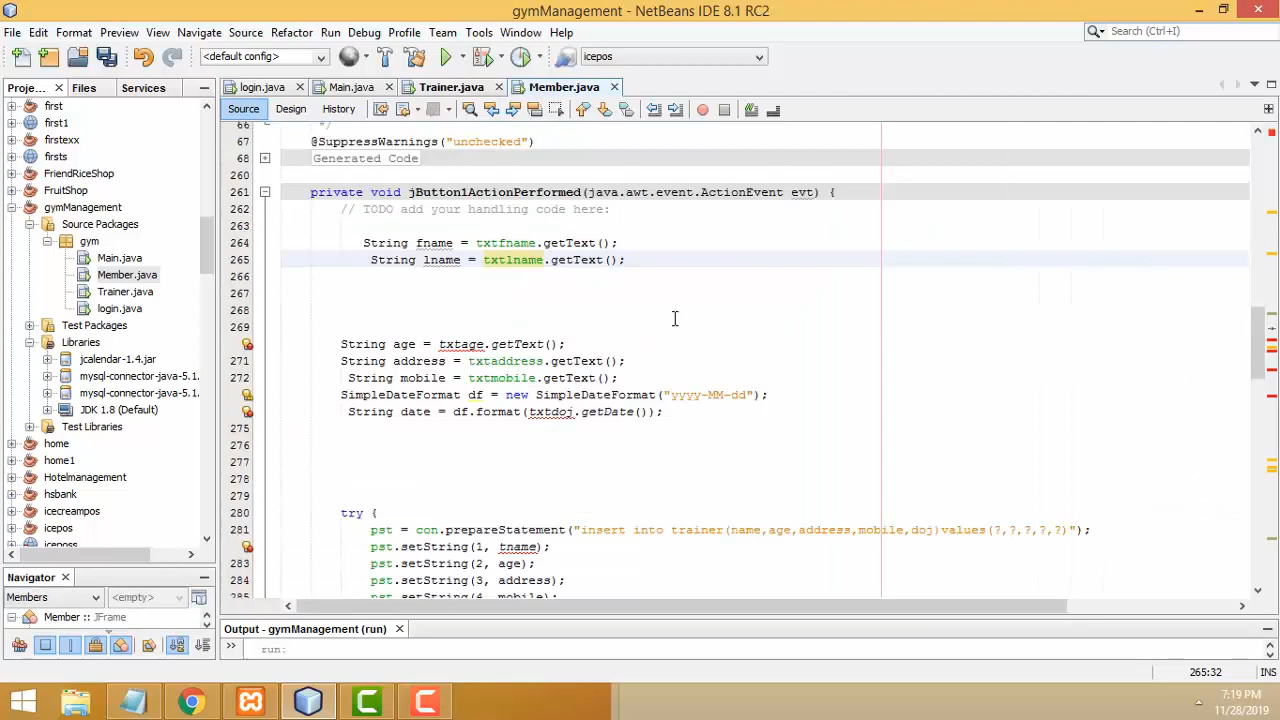 gymManagement - NetBeans IDE 8.1 RC2
File Edit Format Preview View Navigate Source Refactor Run Debug Profile Team Tools Window Help
Search (Ctrl+I)
<default config>
icepos
Proje... Files Services
login.java Main.java Trainer.java Member.java
Source Design History
first
first1
firstexx
firsts
FriendRiceShop
FruitShop
gymManagement
Source Packages
gym
Main.java
Member.java
Trainer.java
login.java
Test Packages
Libraries
jcalendar-1.4.jar
mysql-connector-java-5.1.
mysql-connector-java-5.1.
JDK 1.8 (Default)
Test Libraries
home
home1
Hotelmanagement
hsbank
icecreampos
icepos
iceposs
66 */
67 @SuppressWarnings("unchecked")
68 Generated Code
260
261 private void jButton1ActionPerformed(java.awt.event.ActionEvent evt) {
262 // TODO add your handling code here:
263
264 String fname = txtfname.getText();
265 String lname = txtlname.getText();
266
267
268
269
String age = txtage.getText();
271 String address = txtaddress.getText();
272 String mobile = txtmobile.getText();
SimpleDateFormat df = new SimpleDateFormat("yyyy-MM-dd");
String date = df.format(txtdoj.getDate());
275
276
277
278
279
280 try {
281 pst = con.prepareStatement("insert into trainer(name,age,address,mobile,doj)values(?,?,?,?,?)");
pst.setString(1, tname);
283 pst.setString(2, age);
284 pst.setString(3, address);
285 pst.setString(4, mobile);
Navigator
Members <empty>
Member :: JFrame
Output - gymManagement (run)
run:
265:32 INS
7:19 PM
11/28/2019